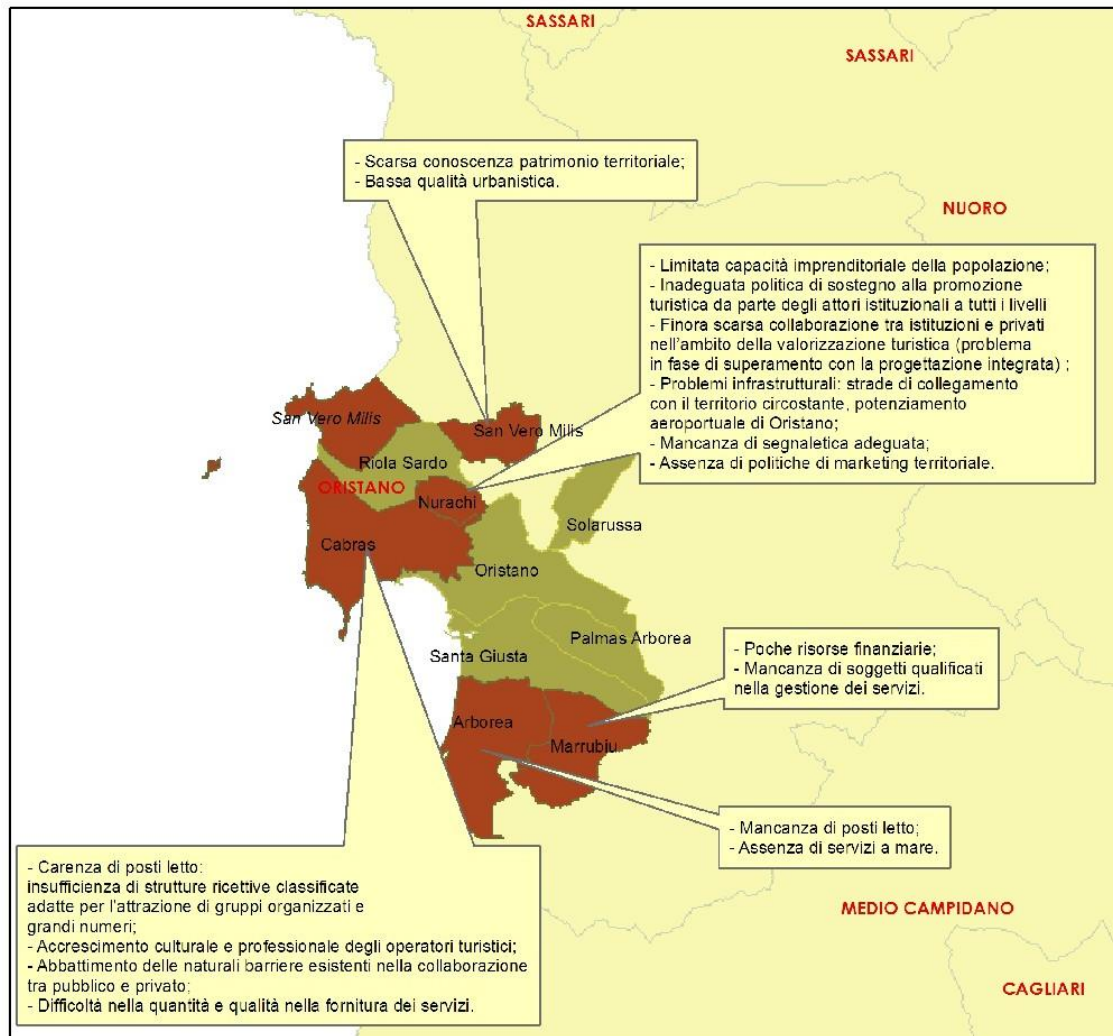 SASSARI
SASSARI
- Scarsa conoscenza patrimonio territoriale;
- Bassa qualità urbanistica.
NUORO
- Limitata capacità imprenditoriale della popolazione;
- Inadeguata politica di sostegno alla promozione
turistica da parte degli attori istituzionali a tutti i livelli
- Finora scarsa collaborazione tra istituzioni e privati
nell'ambito della valorizzazione turistica (problema
in fase di superamento con la progettazione integrata) ;
- Problemi infrastrutturali: strade di collegamento
con il territorio circostante, potenziamento
aeroportuale di Oristano;
- Mancanza di segnaletica adeguata;
- Assenza di politiche di marketing territoriale.
San Vero Milis
San Vero Milis
Riola Sardo
ORISTANO
Nurachi
Solarussa
Cabras
Oristano
Palmas Arborea
Santa Giusta
- Poche risorse finanziarie;
- Mancanza di soggetti qualificati
nella gestione dei servizi.
Arborea
Marrubiu
- Mancanza di posti letto;
- Assenza di servizi a mare.
- Carenza di posti letto:
insufficienza di strutture ricettive classificate
adatte per l'attrazione di gruppi organizzati e
grandi numeri;
- Accrescimento culturale e professionale degli operatori turistici;
- Abbattimento delle naturali barriere esistenti nella collaborazione
tra pubblico e privato;
- Difficoltà nella quantità e qualità nella fornitura dei servizi.
MEDIO CAMPIDANO
CAGLIARI